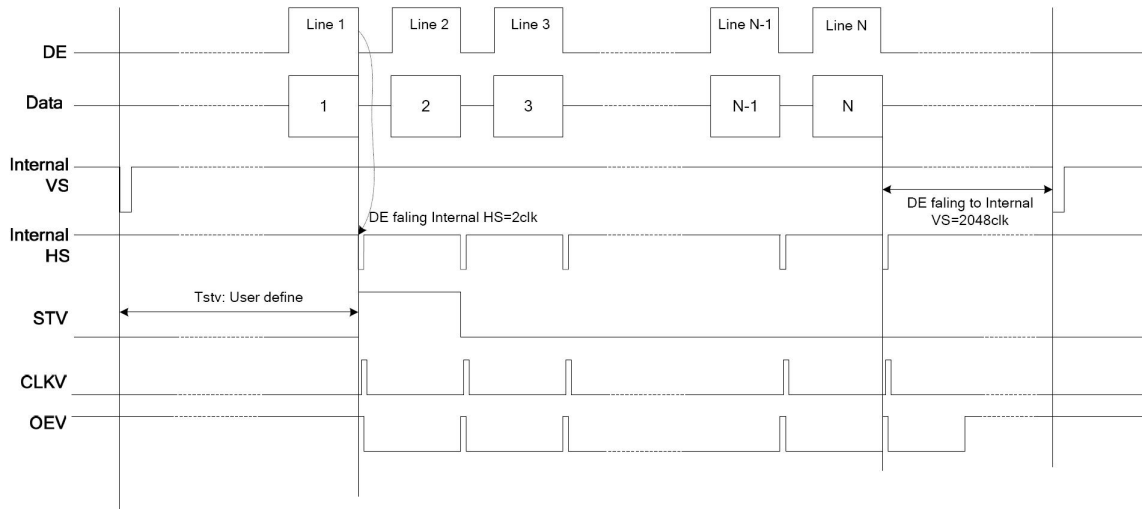 Line 1
Line 2
Line 3
Line N-1
Line N
DE
Data
1
2
3
N-1
N
Internal
VS
DE faling to Internal
VS=2048clk
DE faling Internal HS=2clk
Internal
HS
Tstv: User define
STV
CLKV
OEV